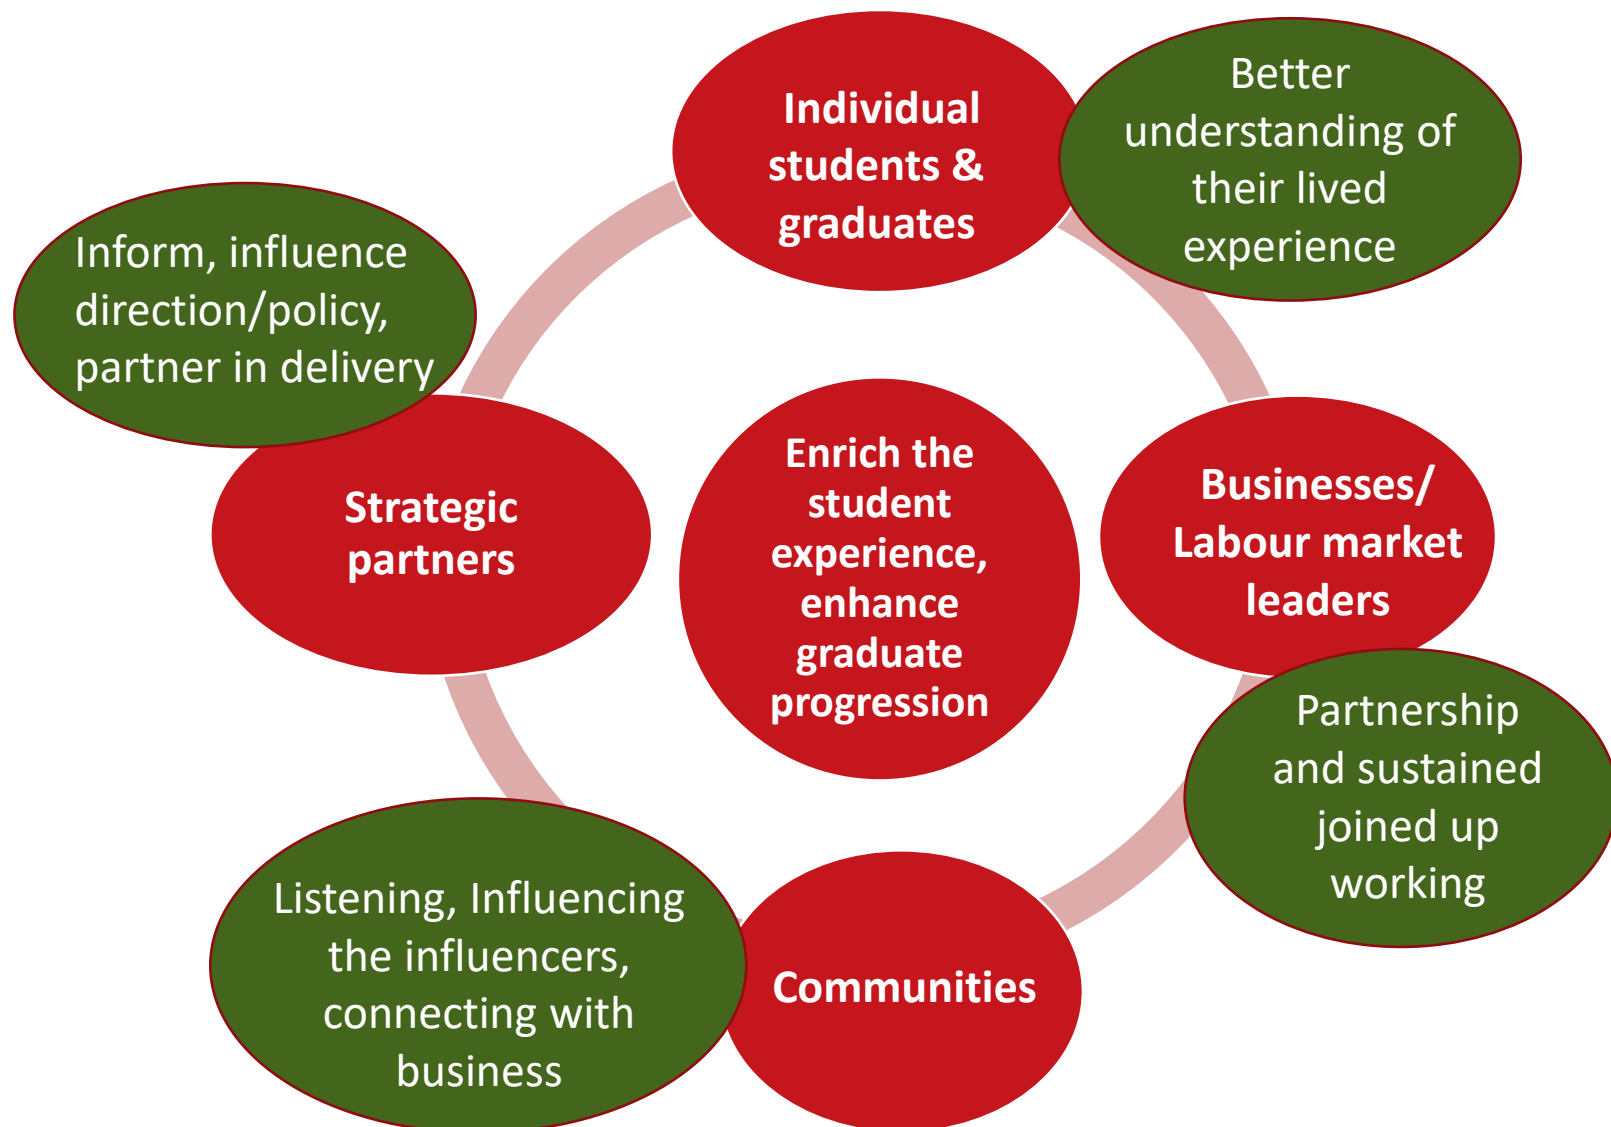 Individual
students &
graduates
Better
understanding of
their lived
experience
Inform, influence
direction/policy,
partner in delivery
Strategic
partners
Enrich the
student
experience,
enhance
graduate
progression
Businesses/
Labour market
leaders
Partnership
and sustained
joined up
working
Listening, Influencing
the influencers,
connecting with
business
Communities